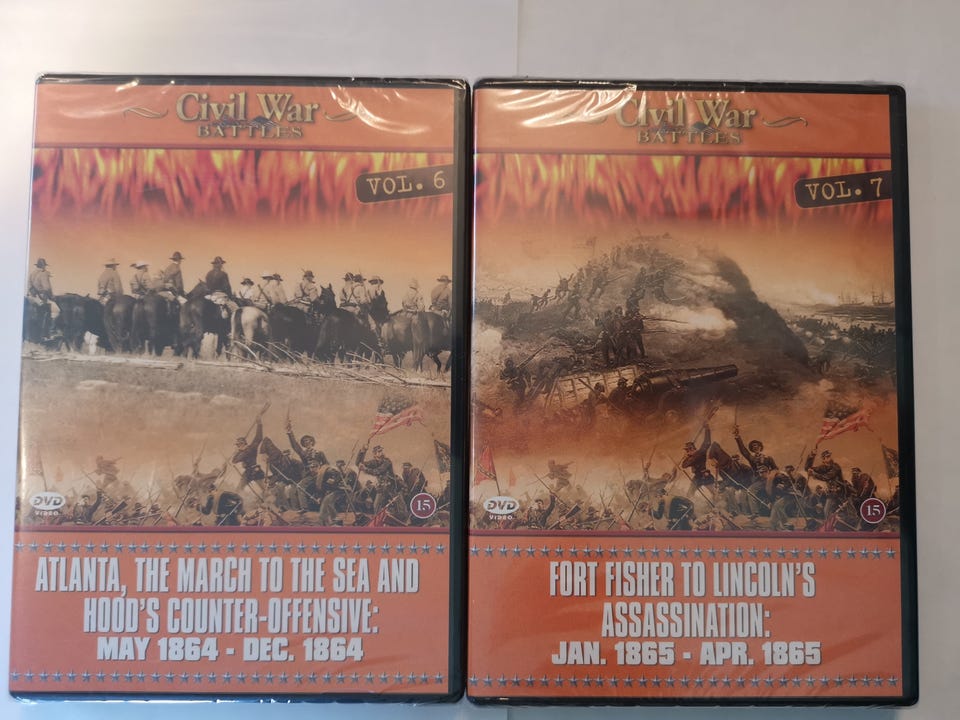 Civil War
BATTLES
VOL. 6
DVD
VIDEO
15
ATLANTA, THE MARCH TO THE SEA AND
HOOD'S COUNTER-OFFENSIVE:
MAY 1864 - DEC. 1864
Civil War
BATTLES
VOL. 7
DVD
VIDEO
15
FORT FISHER TO LINCOLN'S
ASSASSINATION:
JAN. 1865 - APR. 1865